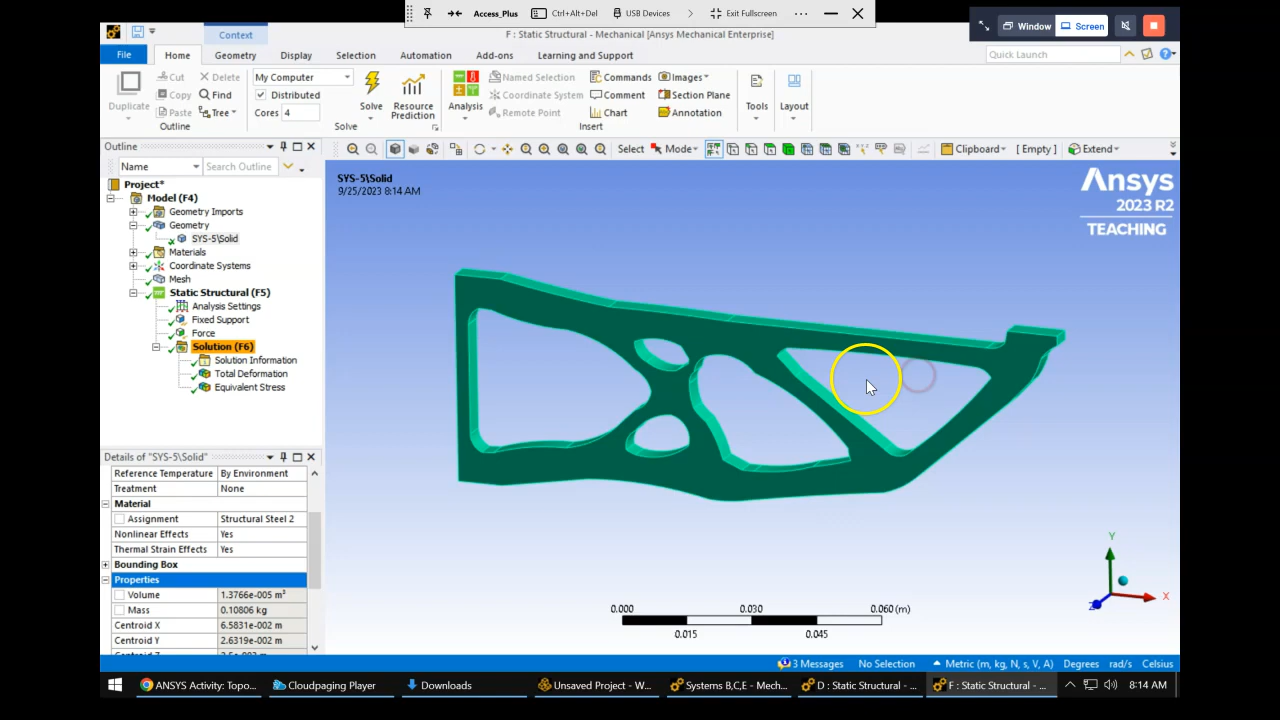 Access_Plus
Ctrl+Alt+Del
USB Devices
Exit Fullscreen
Window
Screen
Context
F : Static Structural - Mechanical [Ansys Mechanical Enterprise]
File
Home
Geometry
Display
Selection
Automation
Add-ons
Learning and Support
Quick Launch
Duplicate
Cut
Delete
Copy
Find
Paste
Tree
Outline
My Computer
Distributed
Cores 4
Solve
Resource Prediction
Solve
Analysis
Named Selection
Coordinate System
Remote Point
Commands
Comment
Chart
Images
Section Plane
Annotation
Insert
Tools
Layout
Outline
Name
Search Outline
Select
Mode
Clipboard
[ Empty ]
Extend
Project*
Model (F4)
Geometry Imports
Geometry
SYS-5\Solid
Materials
Coordinate Systems
Mesh
Static Structural (F5)
Analysis Settings
Fixed Support
Force
Solution (F6)
Solution Information
Total Deformation
Equivalent Stress
SYS-5\Solid
9/25/2023 8:14 AM
Ansys
2023 R2
TEACHING
Details of "SYS-5\Solid"
Reference Temperature By Environment
Treatment None
Material
Assignment Structural Steel 2
Nonlinear Effects Yes
Thermal Strain Effects Yes
Bounding Box
Properties
Volume 1.3766e-005 m³
Mass 0.10806 kg
Centroid X 6.5831e-002 m
Centroid Y 2.6319e-002 m
0.000 0.030 0.060 (m)
0.015 0.045
Y
X
Z
3 Messages
No Selection
Metric (m, kg, N, s, V, A)
Degrees
rad/s
Celsius
ANSYS Activity: Topo...
Cloudpaging Player
Downloads
Unsaved Project - W...
Systems B,C,E - Mech...
D : Static Structural - ...
F : Static Structural - ...
8:14 AM